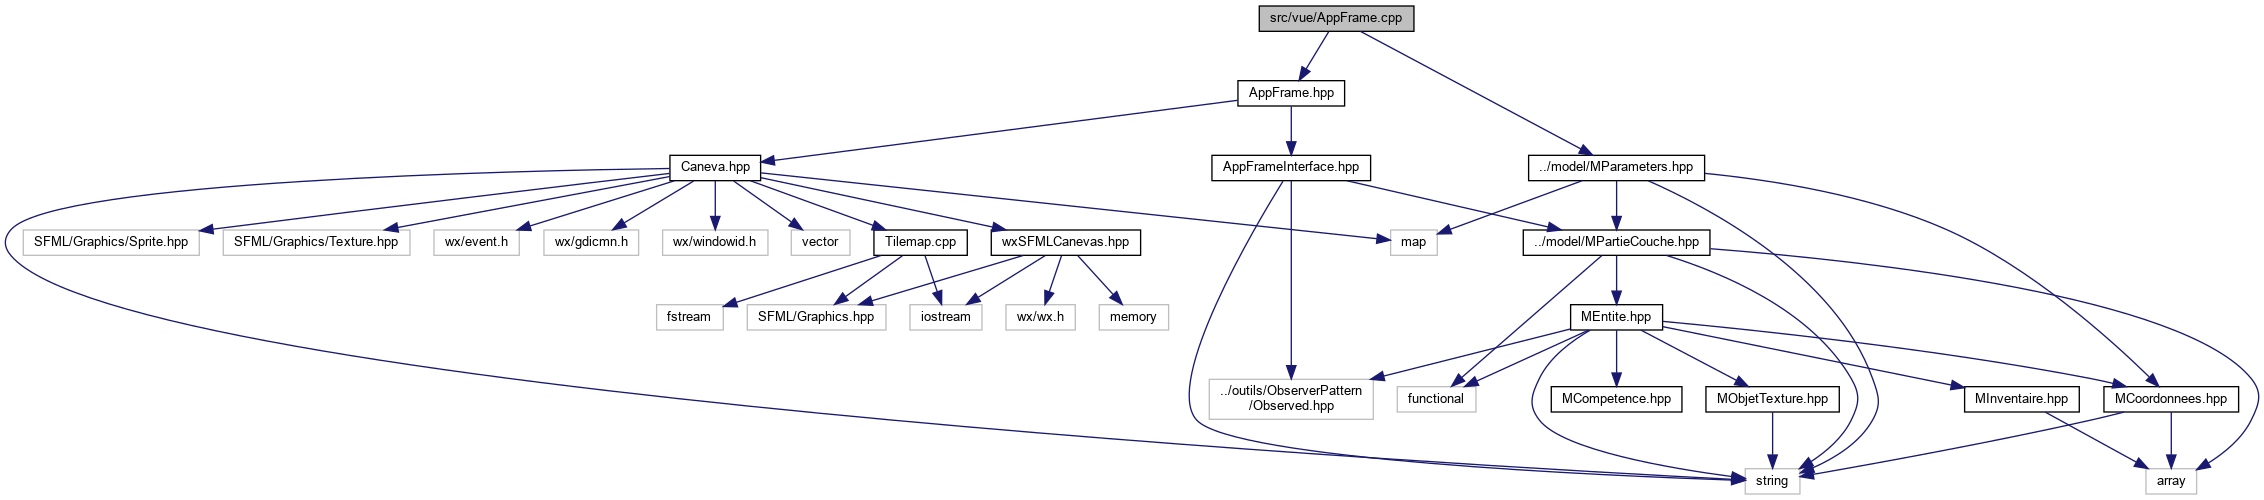 src/vue/AppFrame.cpp
AppFrame.hpp
Caneva.hpp
AppFrameInterface.hpp
../model/MParameters.hpp
SFML/Graphics/Sprite.hpp
SFML/Graphics/Texture.hpp
wx/event.h
wx/gdicmn.h
wx/windowid.h
vector
Tilemap.cpp
wxSFMLCanevas.hpp
map
../model/MPartieCouche.hpp
fstream
SFML/Graphics.hpp
iostream
wx/wx.h
memory
MEntite.hpp
../outils/ObserverPattern
/Observed.hpp
functional
MCompetence.hpp
MObjetTexture.hpp
MInventaire.hpp
MCoordonnees.hpp
string
array